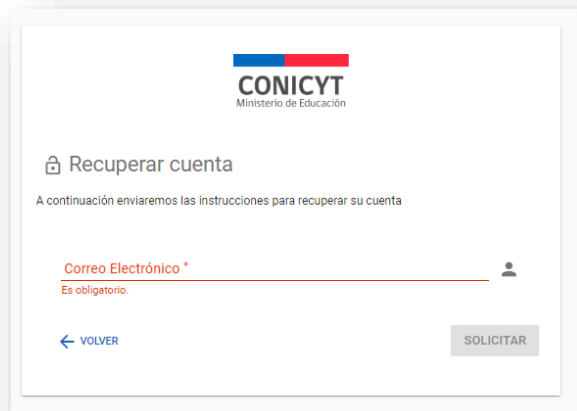 CONICYT
Ministerio de Educación
Recuperar cuenta
A continuación enviaremos las instrucciones para recuperar su cuenta
Correo Electrónico *
Es obligatorio.
VOLVER
SOLICITAR